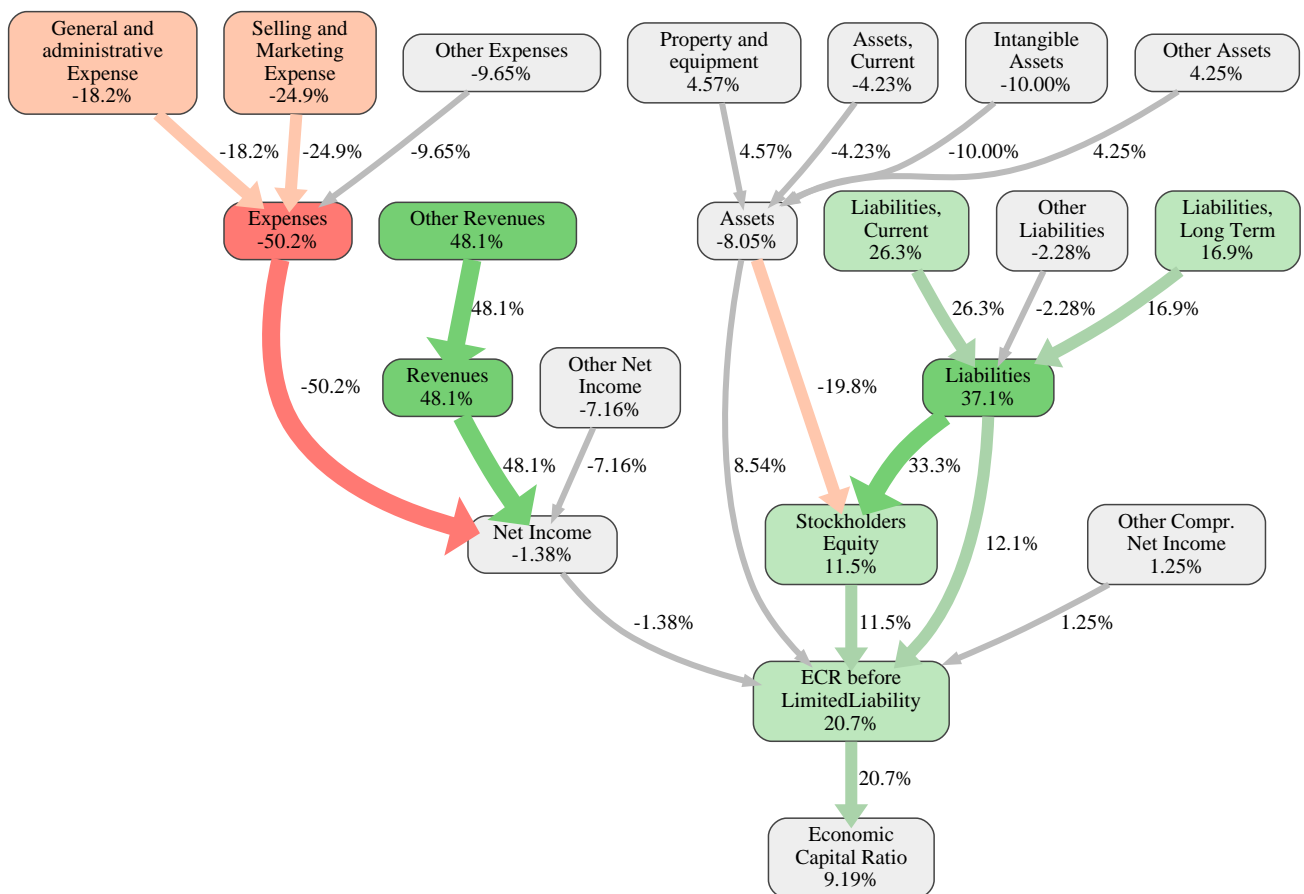 General and
administrative
Expense
-18.2%
Selling and
Marketing
Expense
-24.9%
Other Expenses
-9.65%
Property and
equipment
4.57%
Assets,
Current
-4.23%
Intangible
Assets
-10.00%
Other Assets
4.25%
-18.2%
-24.9%
-9.65%
4.57%
-4.23%
-10.00%
4.25%
Expenses
-50.2%
Other Revenues
48.1%
Assets
-8.05%
Liabilities,
Current
26.3%
Other
Liabilities
-2.28%
Liabilities,
Long Term
16.9%
48.1%
26.3%
-2.28%
16.9%
-50.2%
Revenues
48.1%
Other Net
Income
-7.16%
-19.8%
Liabilities
37.1%
48.1%
-7.16%
8.54%
33.3%
Net Income
-1.38%
Stockholders
Equity
11.5%
12.1%
Other Compr.
Net Income
1.25%
-1.38%
11.5%
1.25%
ECR before
LimitedLiability
20.7%
20.7%
Economic
Capital Ratio
9.19%